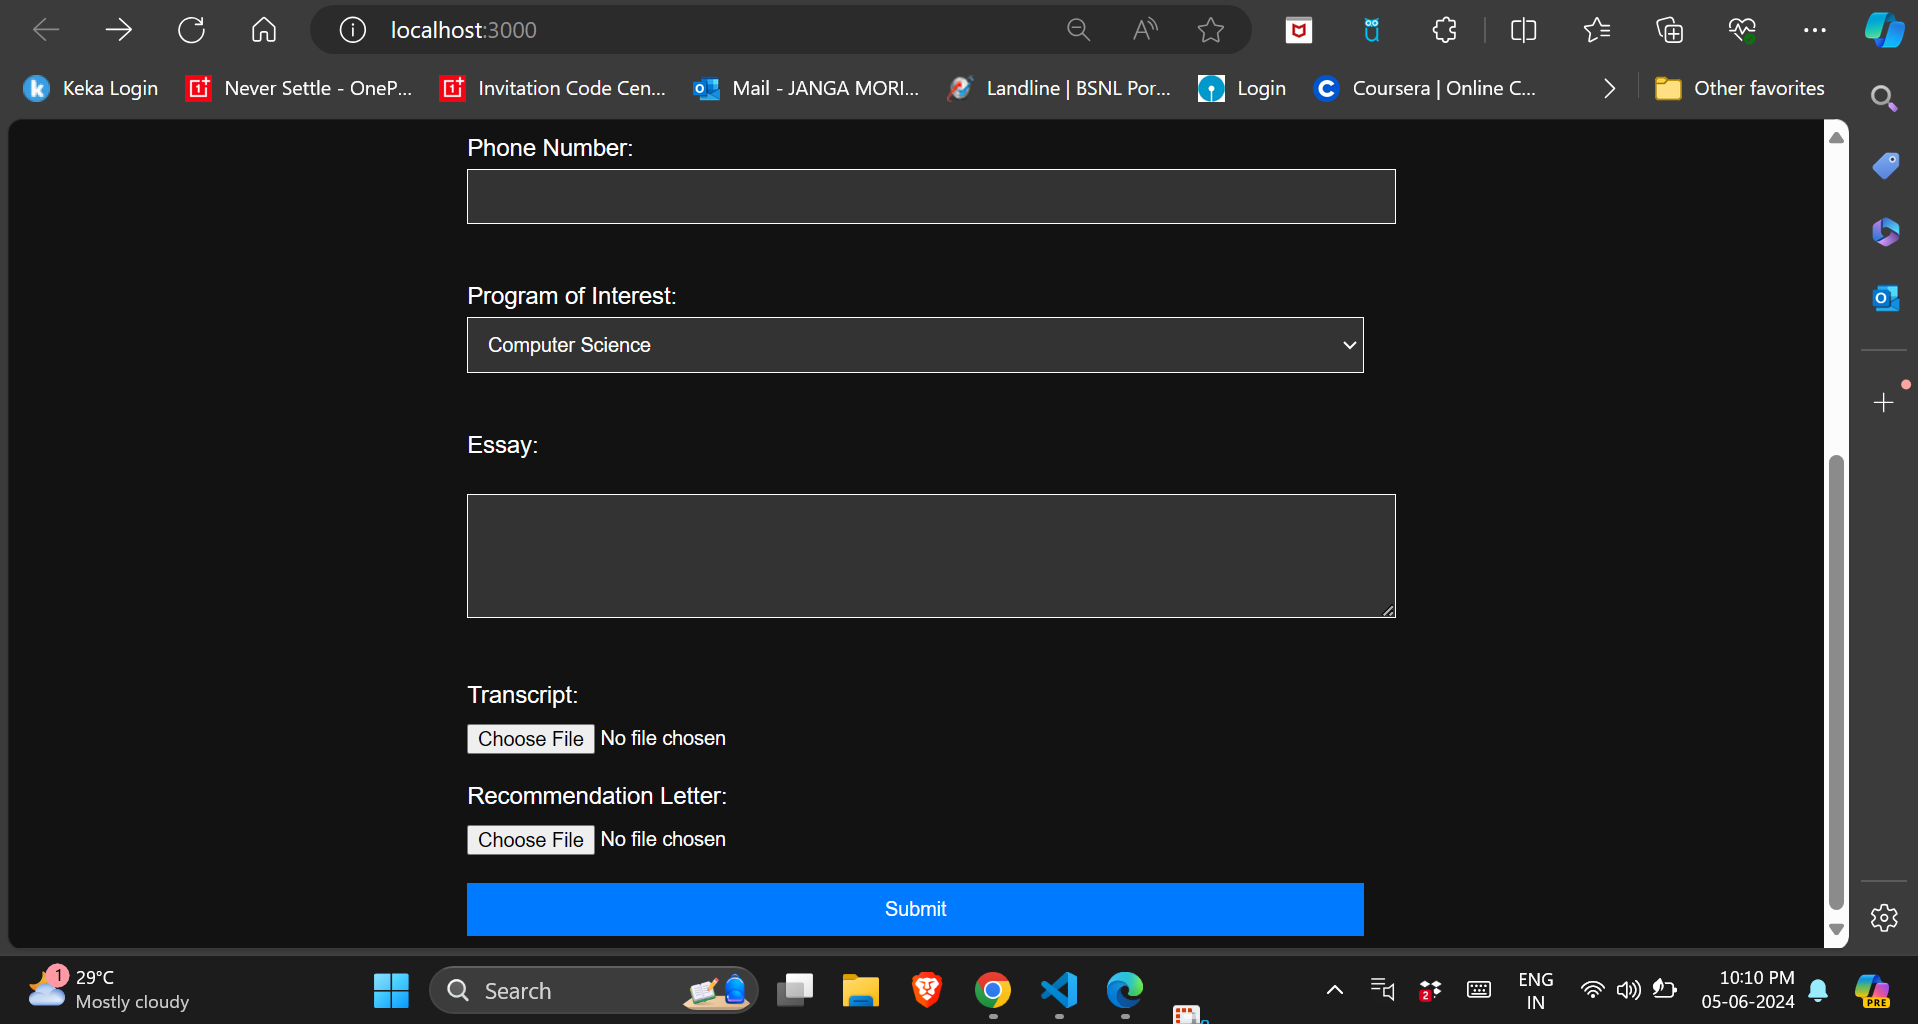 localhost:3000
Keka Login
Never Settle - OneP...
Invitation Code Cen...
Mail - JANGA MORI...
Landline | BSNL Por...
Login
Coursera | Online C...
Other favorites
Phone Number:
Program of Interest:
Computer Science
Essay:
Transcript:
Choose File No file chosen
Recommendation Letter:
Choose File No file chosen
Submit
1
29°C
Mostly cloudy
Search
2
ENG
IN
10:10 PM
05-06-2024
PRE